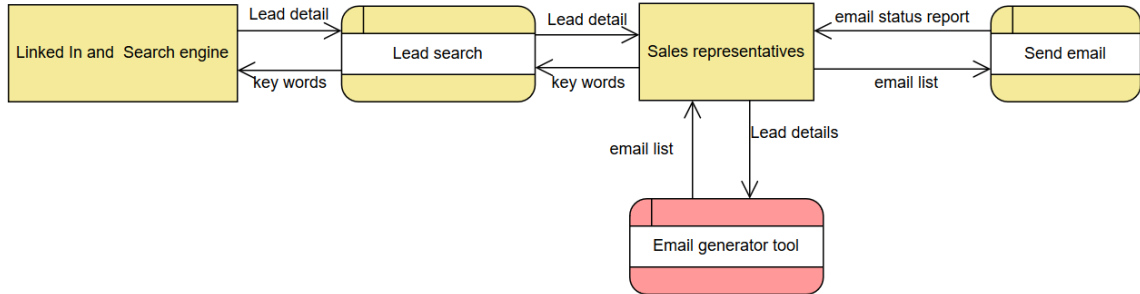 Lead detail
Lead detail
email status report
Linked In and  Search engine
Lead search
Sales representatives
Send email
key words
key words
email list
email list
Lead details
Email generator tool